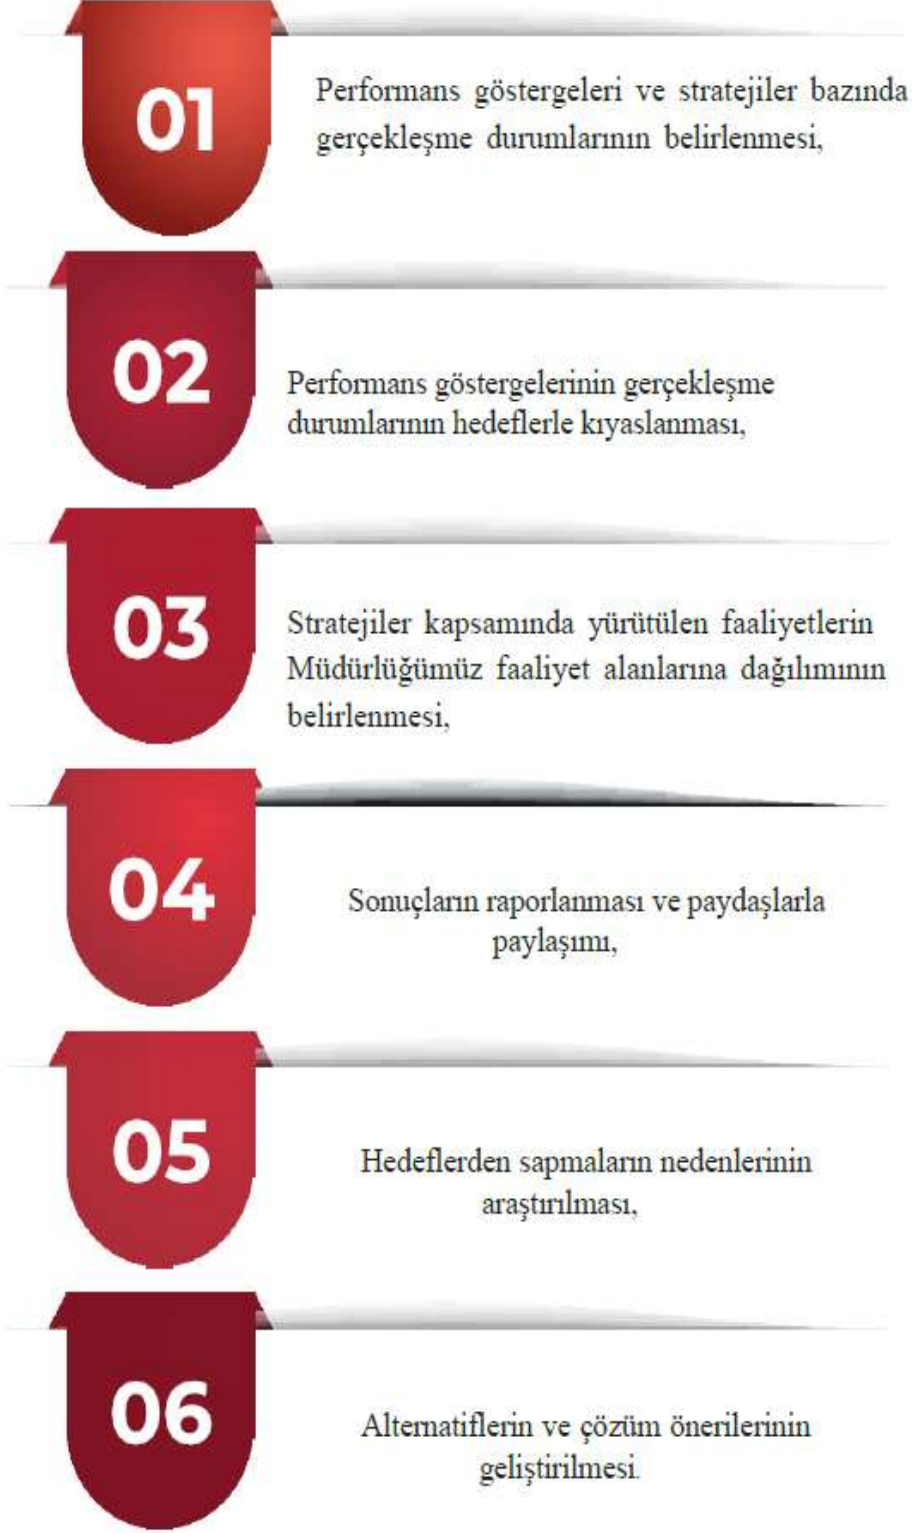 01
Performans göstergeleri ve stratejiler bazında
gerçekleşme durumlarının belirlenmesi,
02
Performans göstergelerinin gerçekleşme
durumlarının hedeflerle kıyaslanması,
03
Stratejiler kapsamında yürütülen faaliyetlerin
Müdürlüğümüz faaliyet alanlarına dağılımının
belirlenmesi,
04
Sonuçların raporlanması ve paydaşlarla
paylaşımı,
05
Hedeflerden sapmaların nedenlerinin
araştırılması,
06
Alternatiflerin ve çözüm önerilerinin
geliştirilmesi.